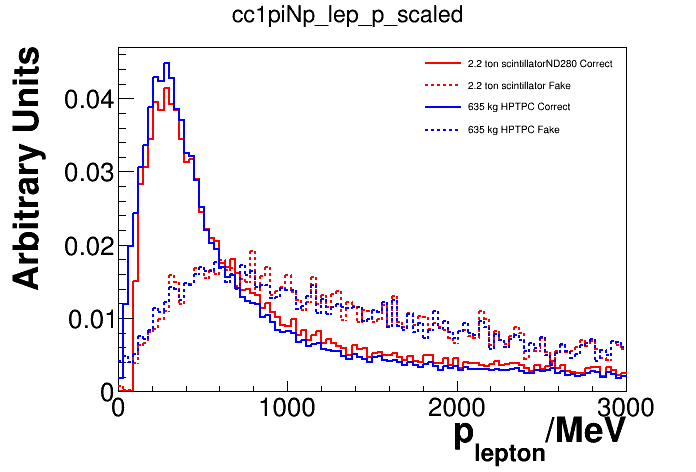 cc1piNp_lep_p_scaled
Arbitrary Units
2.2 ton scintillatorND280 Correct
2.2 ton scintillator Fake
635 kg HPTPC Correct
635 kg HPTPC Fake
0.04
0.03
0.02
0.01
0
0 1000 2000 3000
p_lepton/MeV